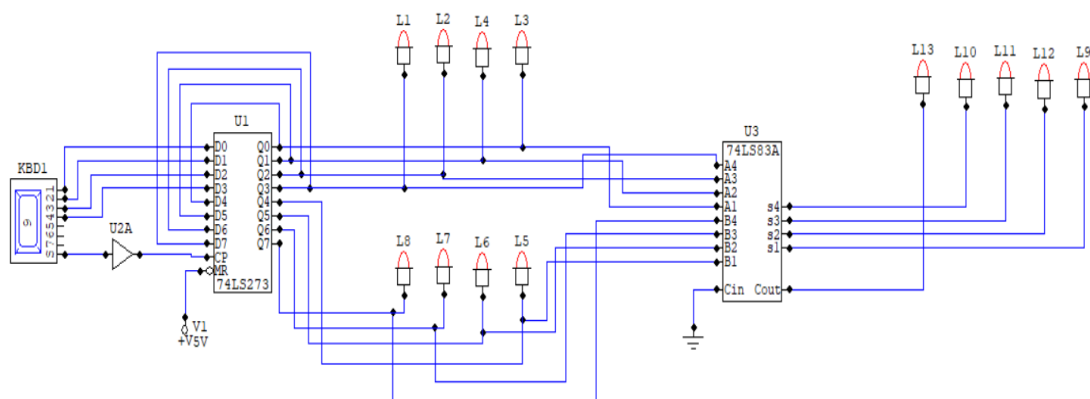 L1 L2 L4 L3
L13 L10 L11 L12 L9
KBD1
9
S7654321
U2A
U1
D0 Q0
D1 Q1
D2 Q2
D3 Q3
D4 Q4
D5 Q5
D6 Q6
D7 Q7
CP
MR
74LS273
V1
+V5V
L8 L7 L6 L5
U3
74LS83A
A4
A3
A2
A1 s4
B4 s3
B3 s2
B2 s1
B1
Cin Cout